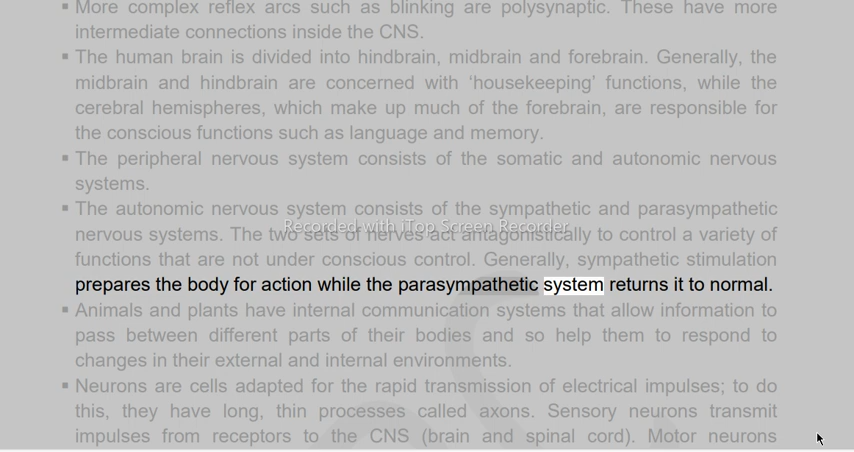 ▪ More complex reflex arcs such as blinking are polysynaptic. These have more
intermediate connections inside the CNS.
▪ The human brain is divided into hindbrain, midbrain and forebrain. Generally, the
midbrain and hindbrain are concerned with ‘housekeeping’ functions, while the
cerebral hemispheres, which make up much of the forebrain, are responsible for
the conscious functions such as language and memory.
▪ The peripheral nervous system consists of the somatic and autonomic nervous
systems.
▪ The autonomic nervous system consists of the sympathetic and parasympathetic
Recorded with iTop Screen Recorder
nervous systems. The two sets of nerves act antagonistically to control a variety of
functions that are not under conscious control. Generally, sympathetic stimulation
prepares the body for action while the parasympathetic system returns it to normal.
▪ Animals and plants have internal communication systems that allow information to
pass between different parts of their bodies and so help them to respond to
changes in their external and internal environments.
▪ Neurons are cells adapted for the rapid transmission of electrical impulses; to do
this, they have long, thin processes called axons. Sensory neurons transmit
impulses from receptors to the CNS (brain and spinal cord). Motor neurons